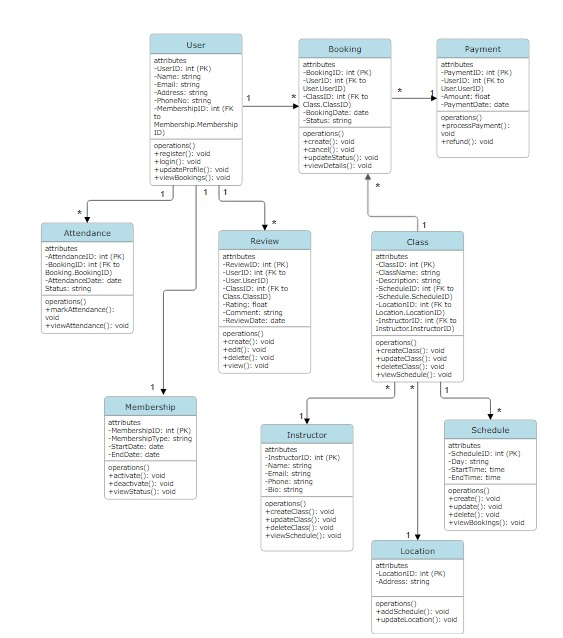 User
attributes
-UserID: int (PK)
-Name: string
-Email: string
-Address: string
-PhoneNo: string
-MembershipID: int (FK
to
Membership.Membership
ID)
operations()
+register(): void
+login(): void
+updateProfile(): void
+viewBookings(): void
1
*
Booking
attributes
-BookingID: int (PK)
-UserID: int (FK to
User.UserID)
-ClassID: int (FK to
Class.ClassID)
-BookingDate: date
-Status: string
operations()
+create(): void
+cancel(): void
+updateStatus(): void
+viewDetails(): void
*
1
Payment
attributes
-PaymentID: int (PK)
-UserID: int (FK to
User.UserID)
-Amount: float
-PaymentDate: date
operations()
+processPayment():
void
+refund(): void
1
1
1
*
*
*
1
Attendance
attributes
-AttendanceID: int (PK)
-BookingID: int (FK to
Booking.BookingID)
-AttendanceDate: date
Status: string
operations()
+markAttendance():
void
+viewAttendance(): void
Review
attributes
-ReviewID: int (PK)
-UserID: int (FK to
-User.UserID)
-ClassID: int (FK to
Class.ClassID)
-Rating: float
-Comment: string
-ReviewDate: date
operations()
+create(): void
+edit(): void
+delete(): void
+view(): void
Class
attributes
-ClassID: int (PK)
-ClassName: string
-Description: string
-ScheduleID: int (FK to
-Schedule.ScheduleID)
-LocationID: int (FK to
Location.LocationID)
-InstructorID: int (FK to
Instructor.InstructorID)
operations()
+createClass(): void
+updateClass(): void
+deleteClass(): void
+viewSchedule(): void
1
*
*
1
1
*
Membership
attributes
-MembershipID: int (PK)
-MembershipType: string
-StartDate: date
-EndDate: date
operations()
+activate(): void
+deactivate(): void
+viewStatus(): void
Instructor
attributes
-InstructorID: int (PK)
-Name: string
-Email: string
-Phone: string
-Bio: string
operations()
+createClass(): void
+updateClass(): void
+deleteClass(): void
+viewSchedule(): void
Schedule
attributes
-ScheduleID: int (PK)
-Day: string
-StartTime: time
-EndTime: time
operations()
+create(): void
+update(): void
+delete(): void
+viewBookings(): void
1
Location
attributes
-LocationID: int (PK)
-Address: string
operations()
+addSchedule(): void
+updateLocation(): void